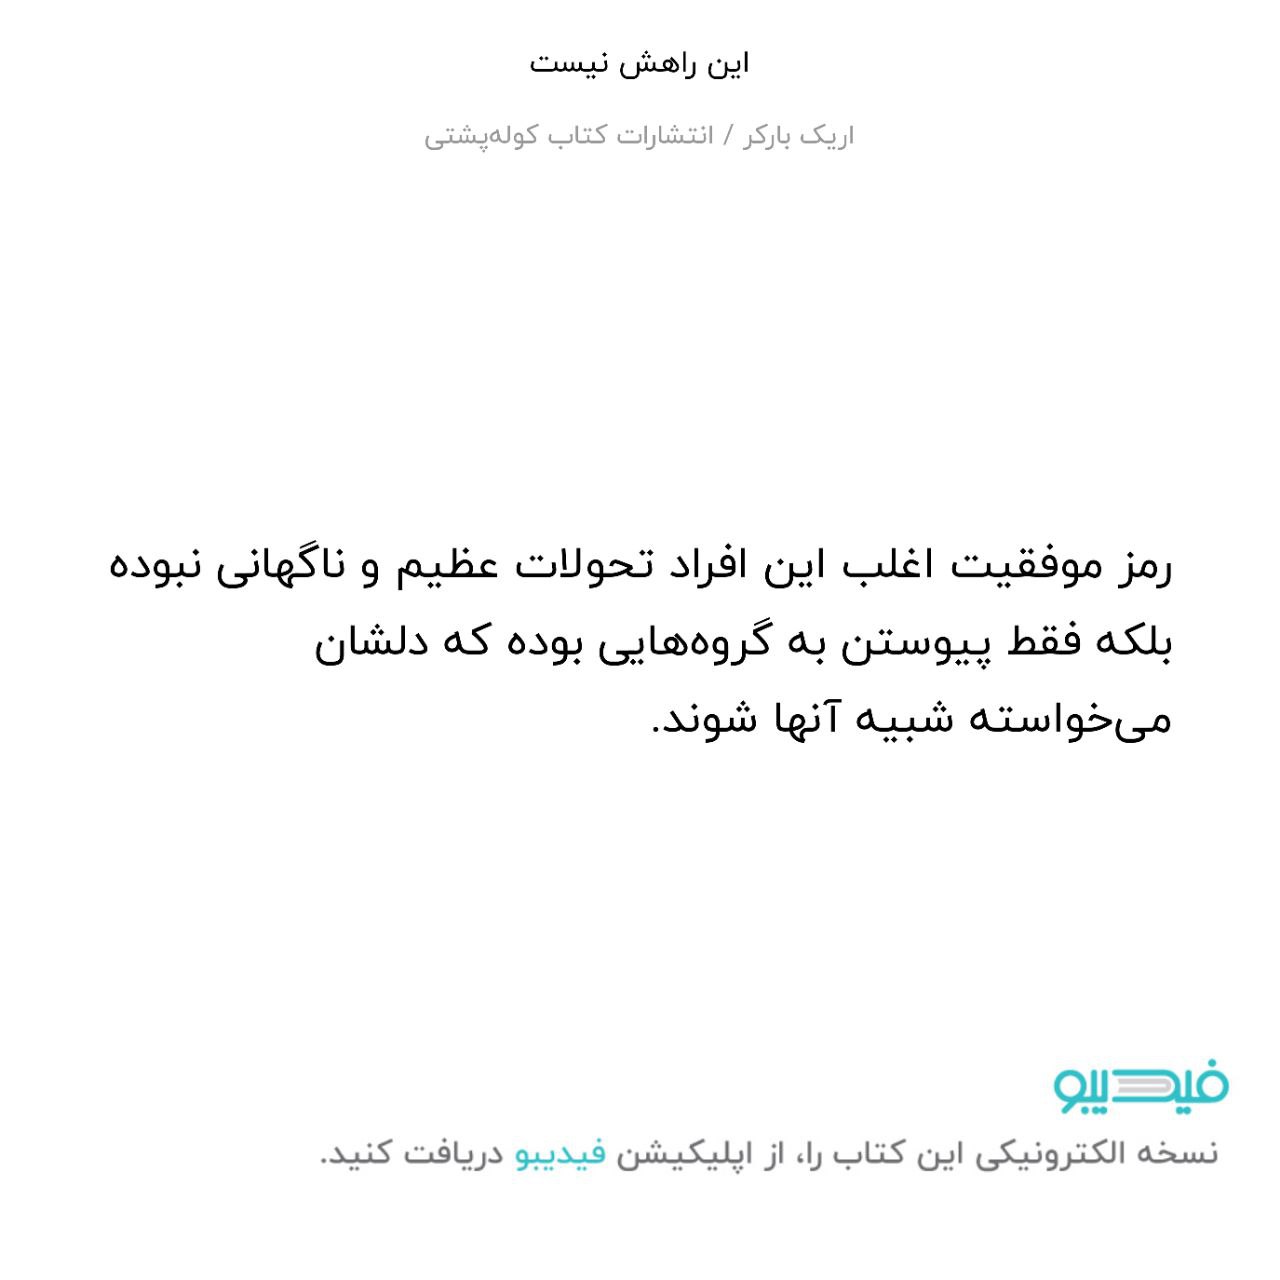 این راهش نیست
اریک بارکر / انتشارات کتاب کوله‌پشتی
رمز موفقیت اغلب این افراد تحولات عظیم و ناگهانی نبوده
بلکه فقط پیوستن به گروه‌هایی بوده که دلشان
می‌خواسته شبیه آنها شوند.
فیدیبو
نسخه الکترونیکی این کتاب را، از اپلیکیشن فیدیبو دریافت کنید.